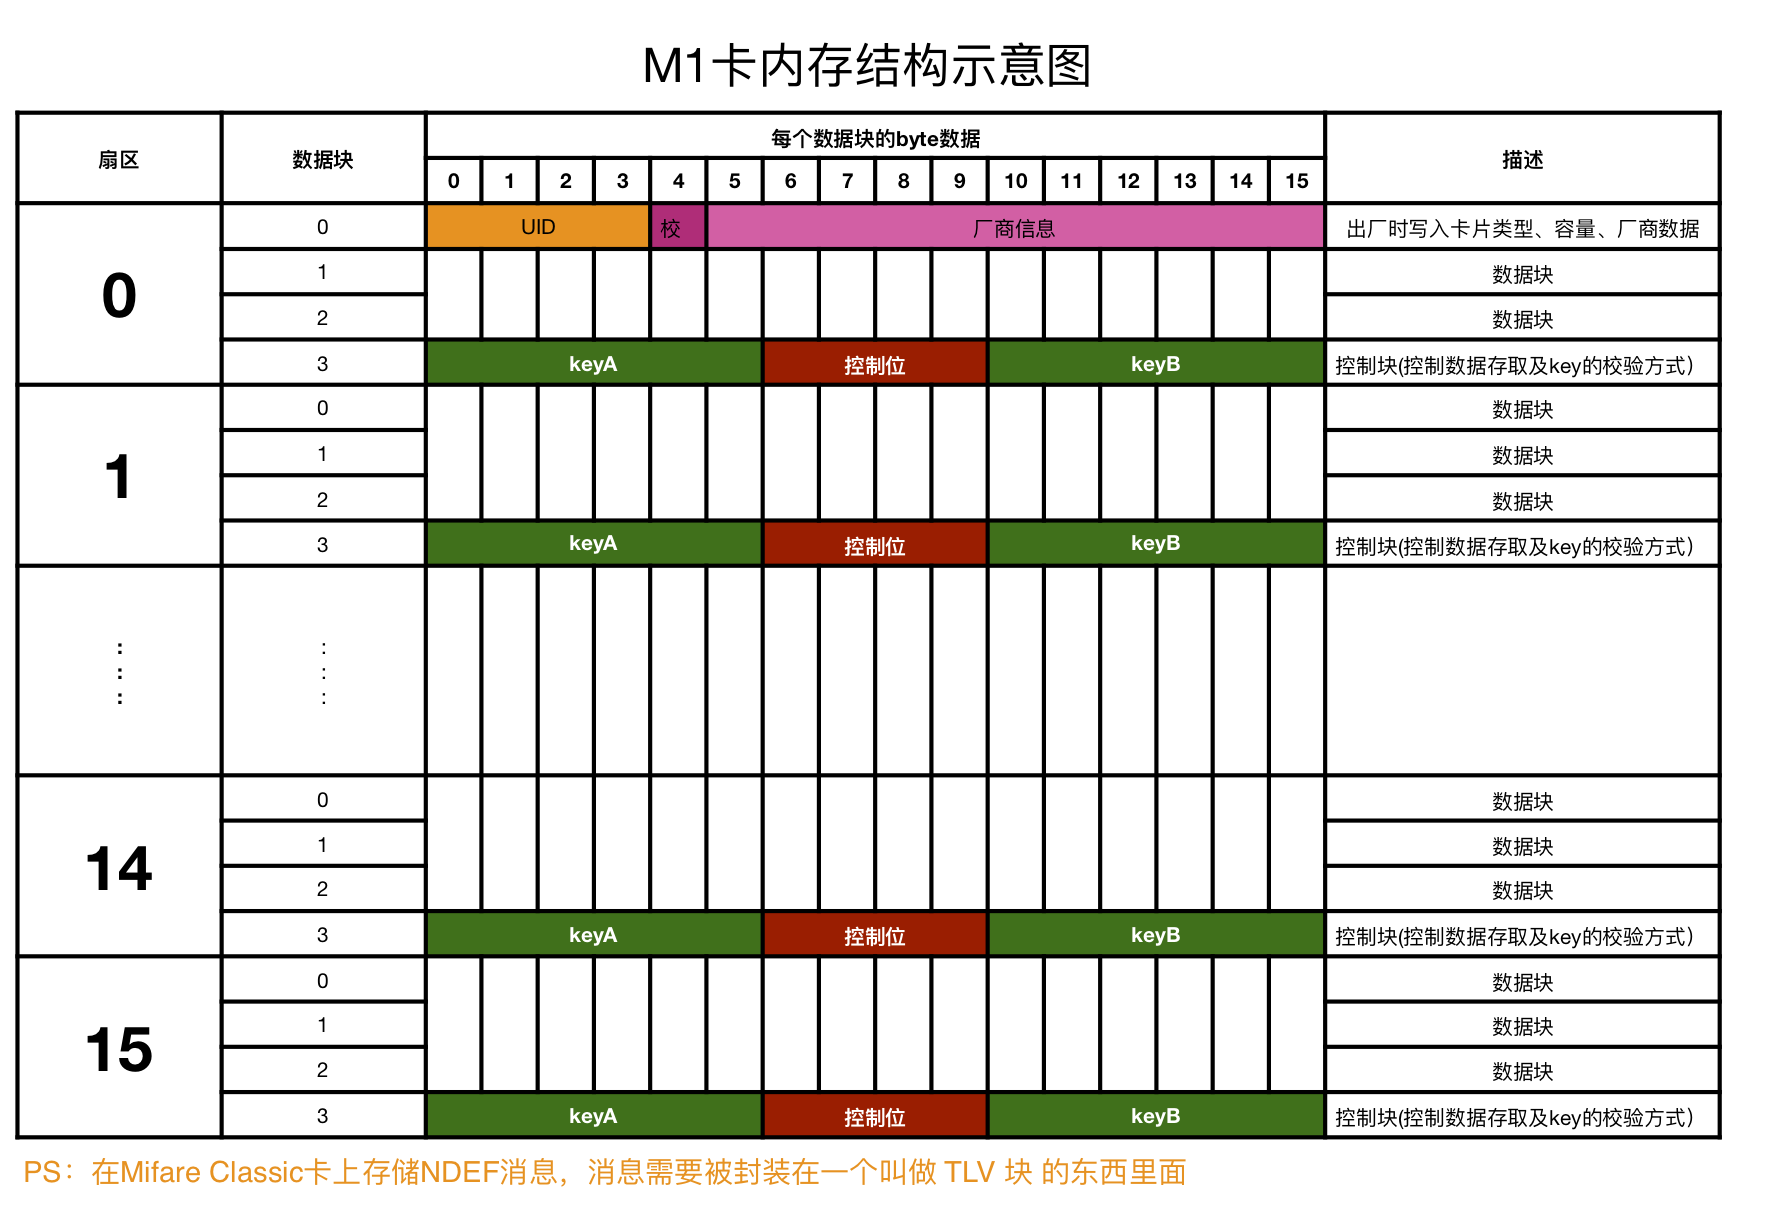 M1卡内存结构示意图
扇区 数据块 每个数据块的byte数据 描述
0 1 2 3 4 5 6 7 8 9 10 11 12 13 14 15
0 0 UID 校 厂商信息 出厂时写入卡片类型、容量、厂商数据
1 数据块
2 数据块
3 keyA 控制位 keyB 控制块(控制数据存取及key的校验方式）
1 0 数据块
1 数据块
2 数据块
3 keyA 控制位 keyB 控制块(控制数据存取及key的校验方式）
: :
: :
: :
14 0 数据块
1 数据块
2 数据块
3 keyA 控制位 keyB 控制块(控制数据存取及key的校验方式）
15 0 数据块
1 数据块
2 数据块
3 keyA 控制位 keyB 控制块(控制数据存取及key的校验方式）
PS：在Mifare Classic卡上存储NDEF消息，消息需要被封装在一个叫做 TLV 块 的东西里面